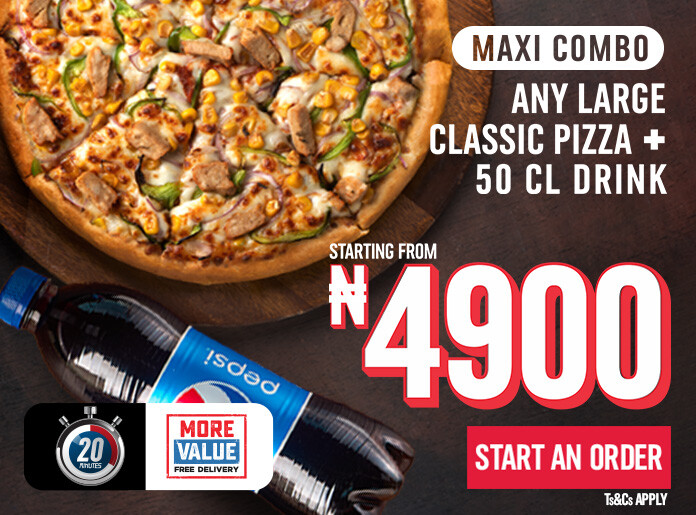 MAXI COMBO
ANY LARGE
CLASSIC PIZZA +
50 CL DRINK
STARTING FROM
₦4900
pepsi
20
MINUTES
MORE
VALUE
FREE DELIVERY
START AN ORDER
Ts&Cs APPLY